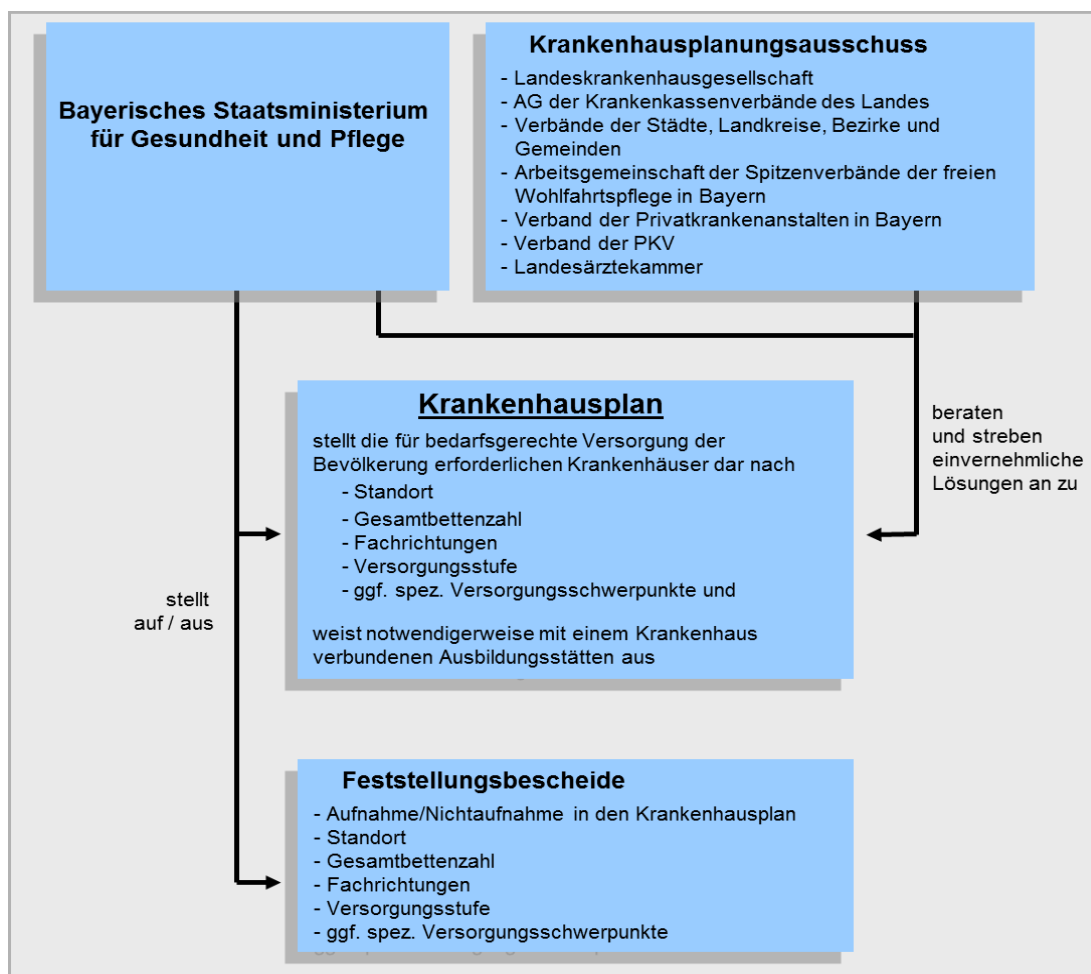 Bayerisches Staatsministerium
für Gesundheit und Pflege
Krankenhausplanungsausschuss
- Landeskrankenhausgesellschaft
- AG der Krankenkassenverbände des Landes
- Verbände der Städte, Landkreise, Bezirke und
Gemeinden
- Arbeitsgemeinschaft der Spitzenverbände der freien
Wohlfahrtspflege in Bayern
- Verband der Privatkrankenanstalten in Bayern
- Verband der PKV
- Landesärztekammer
Krankenhausplan
stellt die für bedarfsgerechte Versorgung der
Bevölkerung erforderlichen Krankenhäuser dar nach
- Standort
- Gesamtbettenzahl
- Fachrichtungen
- Versorgungsstufe
- ggf. spez. Versorgungsschwerpunkte und
weist notwendigerweise mit einem Krankenhaus
verbundenen Ausbildungsstätten aus
beraten
und streben
einvernehmliche
Lösungen an zu
stellt
auf / aus
Feststellungsbescheide
- Aufnahme/Nichtaufnahme in den Krankenhausplan
- Standort
- Gesamtbettenzahl
- Fachrichtungen
- Versorgungsstufe
- ggf. spez. Versorgungsschwerpunkte